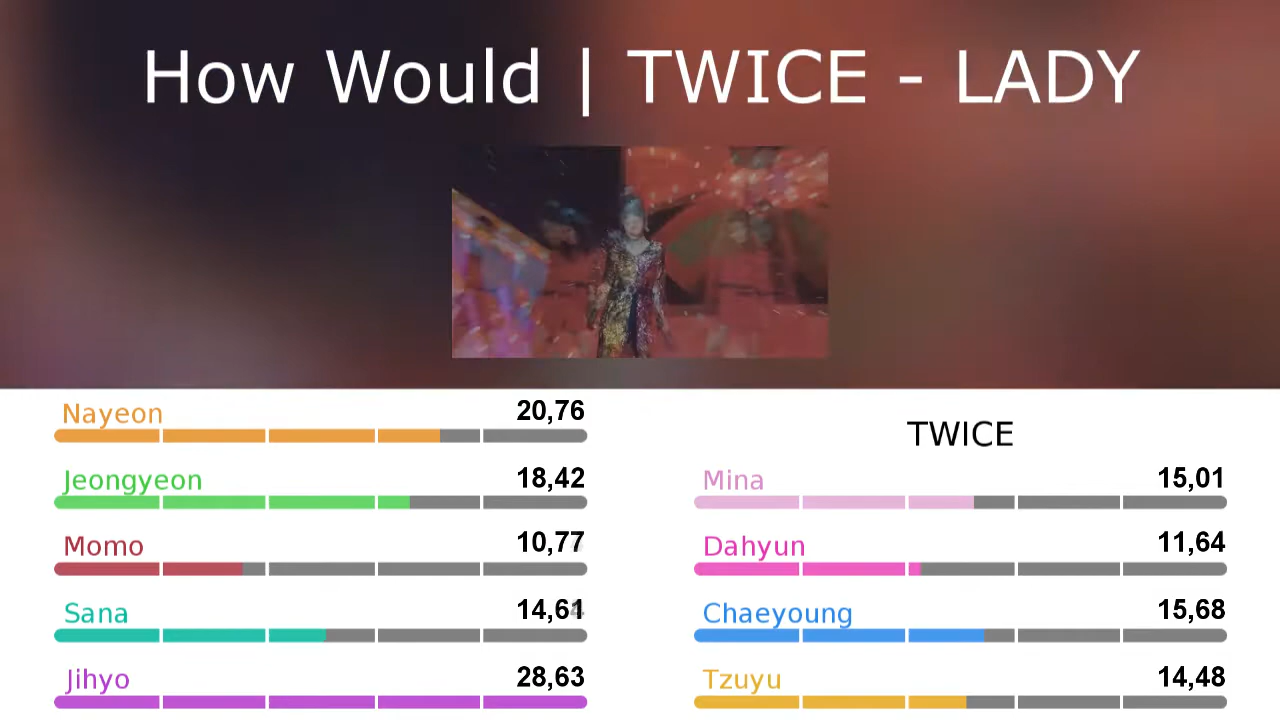 How Would | TWICE - LADY
Nayeon 20,76
Jeongyeon 18,42
Momo 10,77
Sana 14,61
Jihyo 28,63
TWICE
Mina 15,01
Dahyun 11,64
Chaeyoung 15,68
Tzuyu 14,48